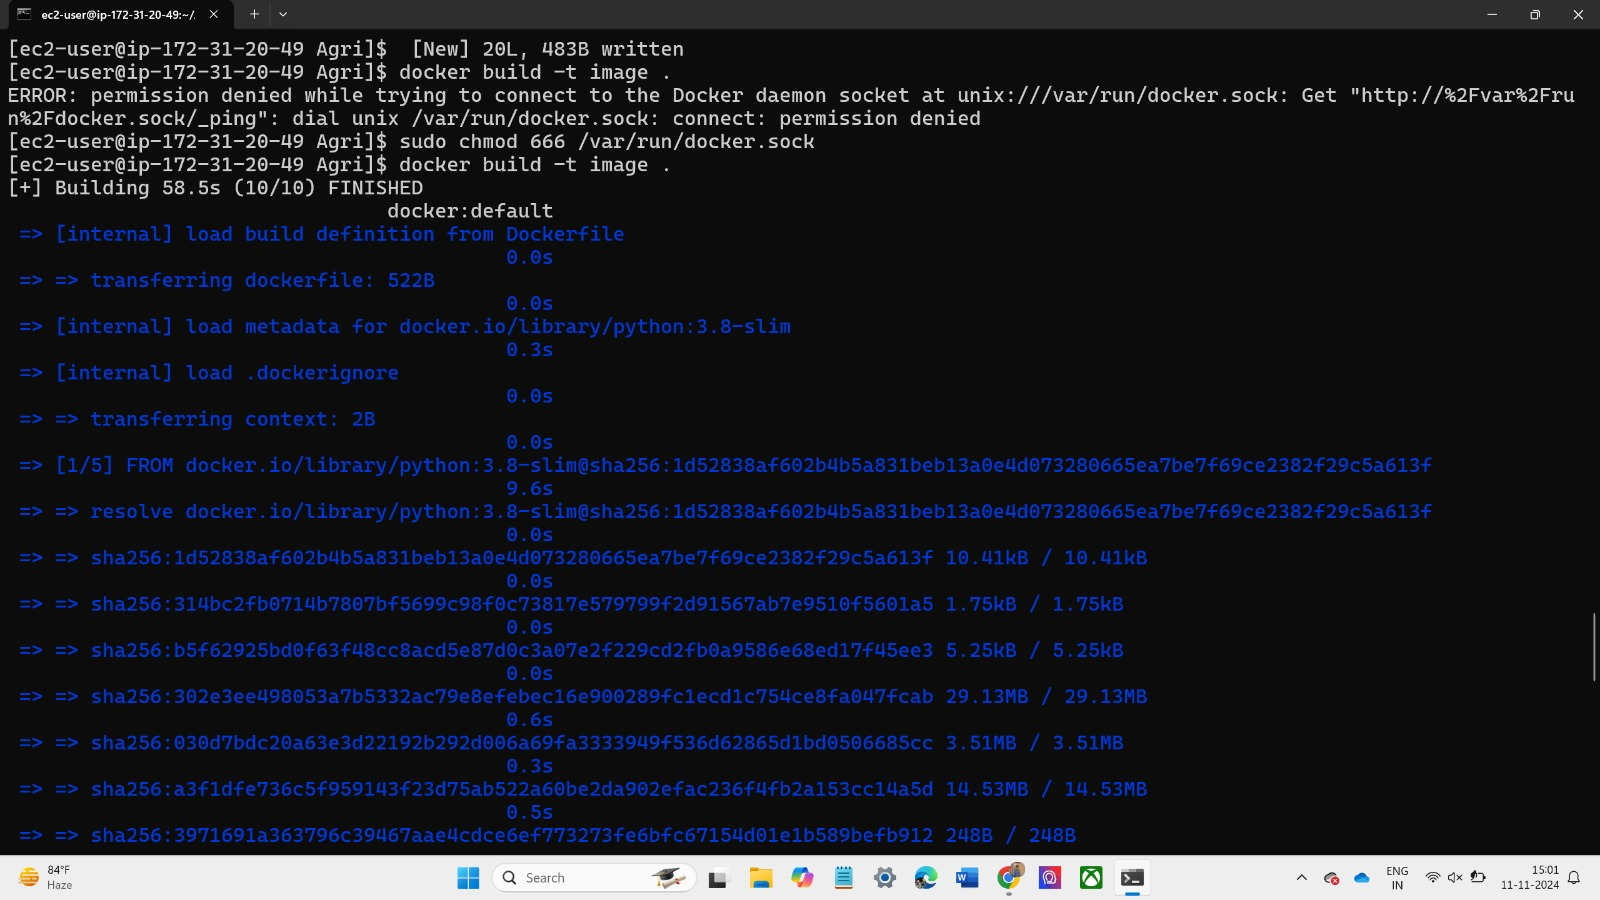 ec2-user@ip-172-31-20-49:~/.
[ec2-user@ip-172-31-20-49 Agri]$  [New] 20L, 483B written
[ec2-user@ip-172-31-20-49 Agri]$ docker build -t image .
ERROR: permission denied while trying to connect to the Docker daemon socket at unix:///var/run/docker.sock: Get "http://%2Fvar%2Fru
n%2Fdocker.sock/_ping": dial unix /var/run/docker.sock: connect: permission denied
[ec2-user@ip-172-31-20-49 Agri]$ sudo chmod 666 /var/run/docker.sock
[ec2-user@ip-172-31-20-49 Agri]$ docker build -t image .
[+] Building 58.5s (10/10) FINISHED
docker:default
=> [internal] load build definition from Dockerfile
0.0s
=> => transferring dockerfile: 522B
0.0s
=> [internal] load metadata for docker.io/library/python:3.8-slim
0.3s
=> [internal] load .dockerignore
0.0s
=> => transferring context: 2B
0.0s
=> [1/5] FROM docker.io/library/python:3.8-slim@sha256:1d52838af602b4b5a831beb13a0e4d073280665ea7be7f69ce2382f29c5a613f
9.6s
=> => resolve docker.io/library/python:3.8-slim@sha256:1d52838af602b4b5a831beb13a0e4d073280665ea7be7f69ce2382f29c5a613f
0.0s
=> => sha256:1d52838af602b4b5a831beb13a0e4d073280665ea7be7f69ce2382f29c5a613f 10.41kB / 10.41kB
0.0s
=> => sha256:314bc2fb0714b7807bf5699c98f0c73817e579799f2d91567ab7e9510f5601a5 1.75kB / 1.75kB
0.0s
=> => sha256:b5f62925bd0f63f48cc8acd5e87d0c3a07e2f229cd2fb0a9586e68ed17f45ee3 5.25kB / 5.25kB
0.0s
=> => sha256:302e3ee498053a7b5332ac79e8efebec16e900289fc1ecd1c754ce8fa047fcab 29.13MB / 29.13MB
0.6s
=> => sha256:030d7bdc20a63e3d22192b292d006a69fa3333949f536d62865d1bd0506685cc 3.51MB / 3.51MB
0.3s
=> => sha256:a3f1dfe736c5f959143f23d75ab522a60be2da902efac236f4fb2a153cc14a5d 14.53MB / 14.53MB
0.5s
=> => sha256:3971691a363796c39467aae4cdce6ef773273fe6bfc67154d01e1b589befb912 248B / 248B
84°F
Haze
Search
ENG
IN
15:01
11-11-2024